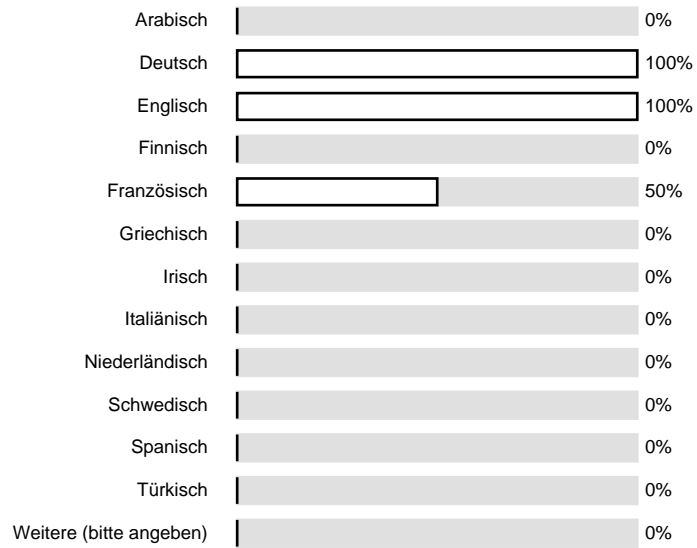 Arabisch 0%
Deutsch 100%
Englisch 100%
Finnisch 0%
Französisch 50%
Griechisch 0%
Irisch 0%
Italiänisch 0%
Niederländisch 0%
Schwedisch 0%
Spanisch 0%
Türkisch 0%
Weitere (bitte angeben) 0%